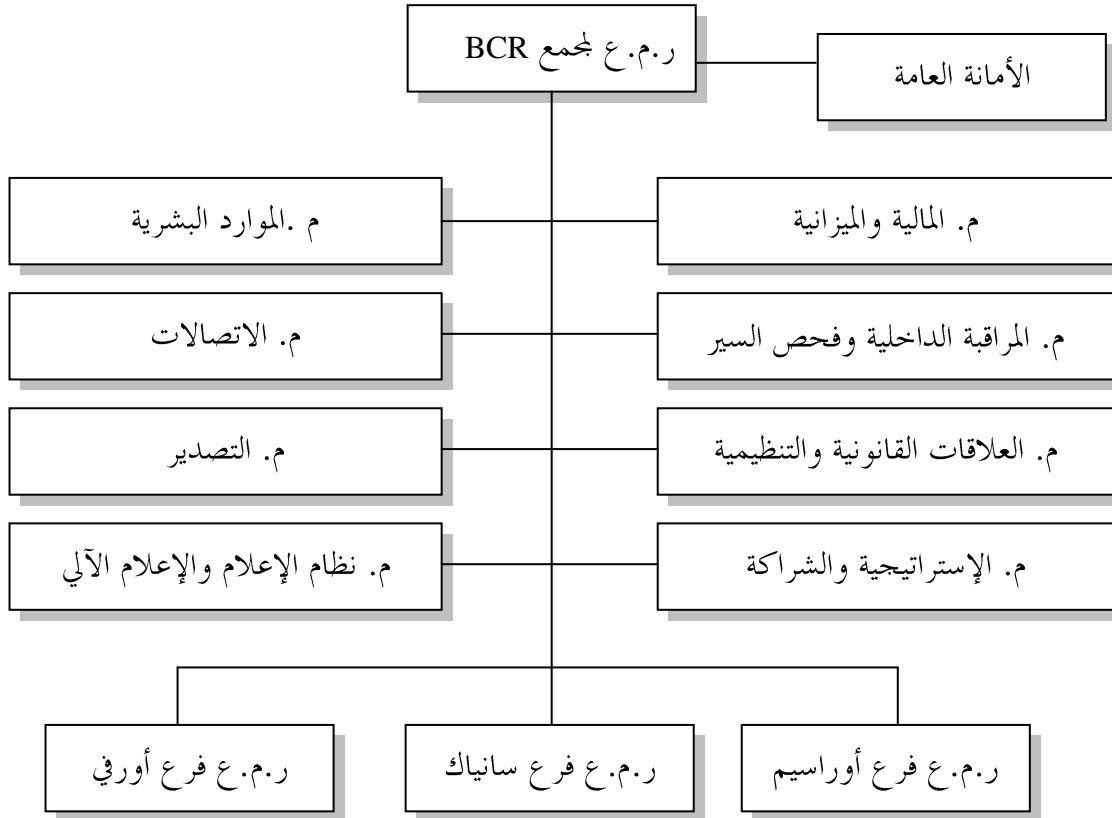 ر.م.ع لمجمع BCR
الأمانة العامة
م. المالية والميزانية
م .الموارد البشرية
م. المراقبة الداخلية وفحص السير
م. الاتصالات
م. العلاقات القانونية والتنظيمية
م. التصدير
م. الإستراتيجية والشراكة
م. نظام الإعلام والإعلام الآلي
ر.م.ع فرع أوراسيم
ر.م.ع فرع سانياك
ر.م.ع فرع أورفي